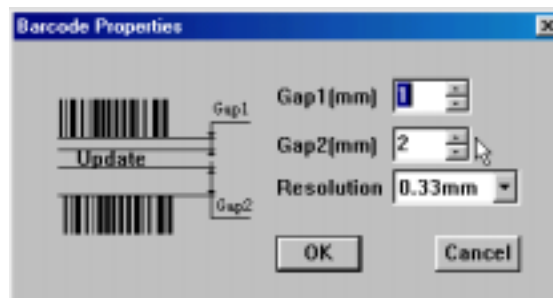 Barcode Properties
Gap1
Update
Gap2
Gap1(mm) 1
Gap2(mm) 2
Resolution 0.33mm
OK Cancel